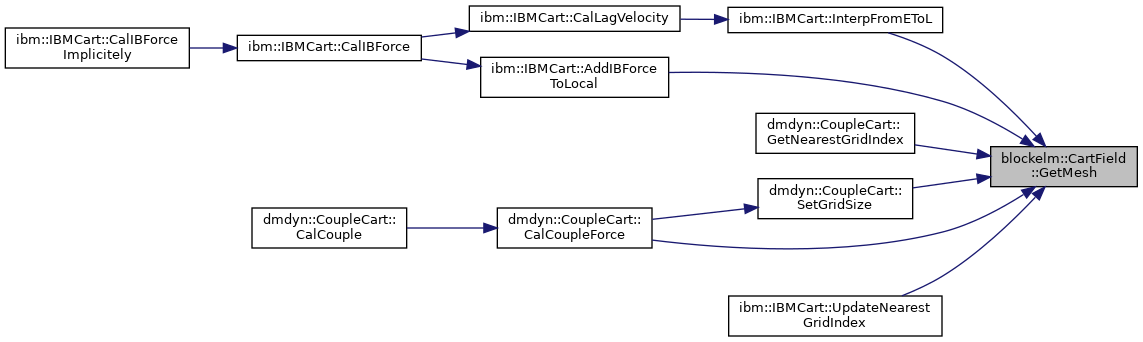 ibm::IBMCart::CalIBForce
Implicitely
ibm::IBMCart::CalIBForce
ibm::IBMCart::CalLagVelocity
ibm::IBMCart::AddIBForce
ToLocal
ibm::IBMCart::InterpFromEToL
dmdyn::CoupleCart::
GetNearestGridIndex
blockelm::CartField
::GetMesh
dmdyn::CoupleCart::
SetGridSize
dmdyn::CoupleCart::
CalCouple
dmdyn::CoupleCart::
CalCoupleForce
ibm::IBMCart::UpdateNearest
GridIndex